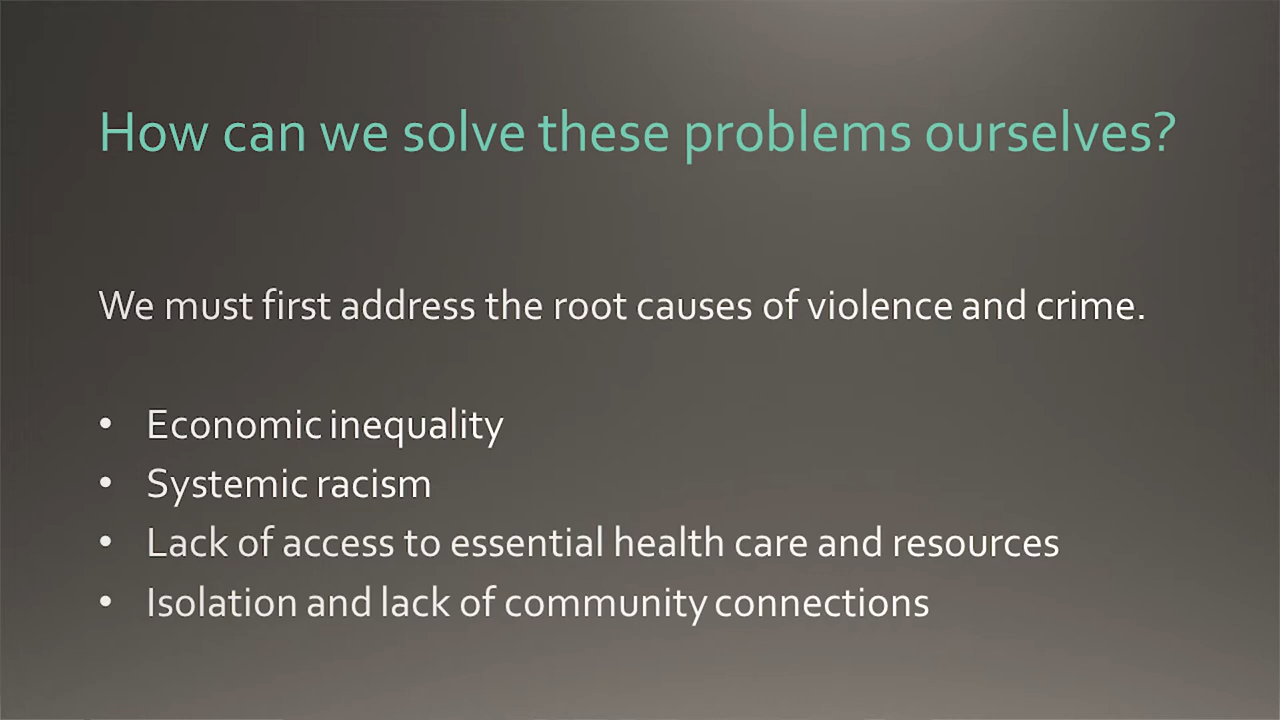 How can we solve these problems ourselves?
We must first address the root causes of violence and crime.
• Economic inequality
• Systemic racism
• Lack of access to essential health care and resources
• Isolation and lack of community connections